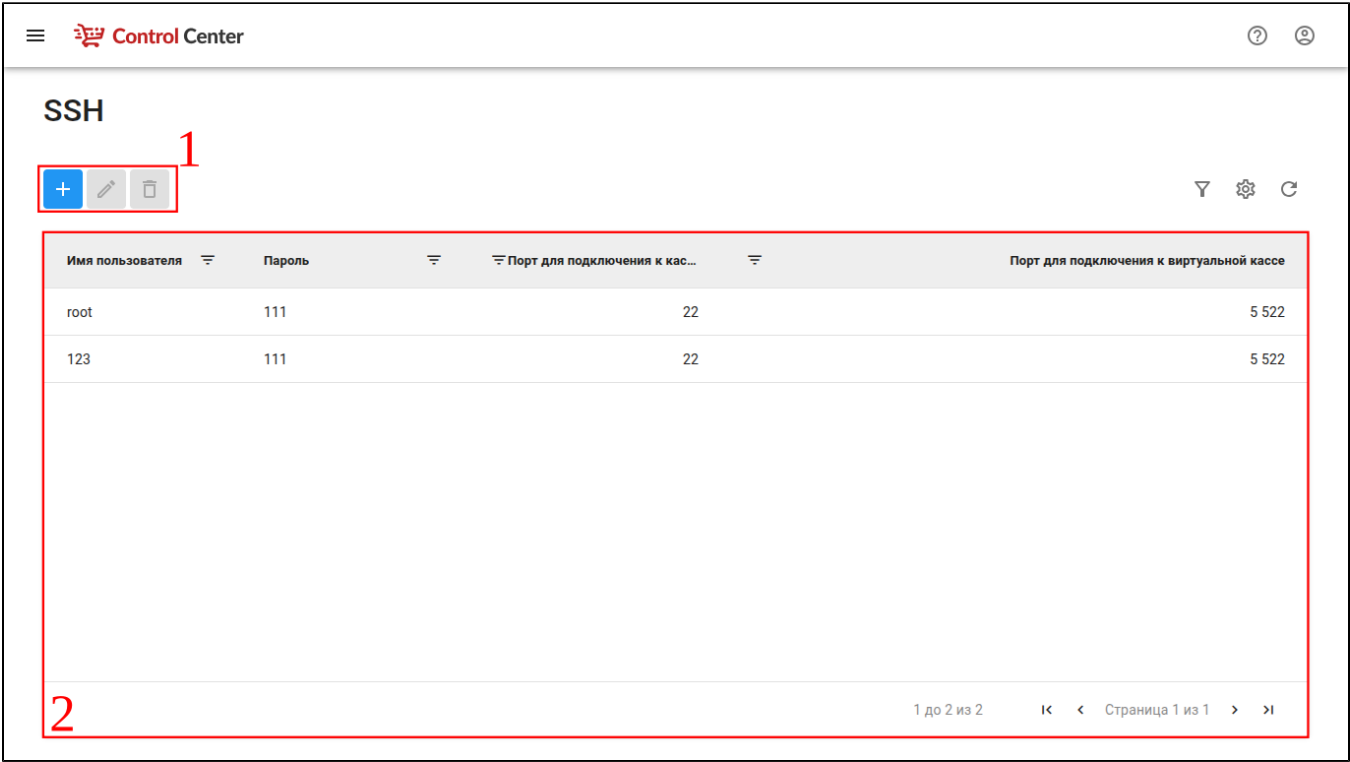 Control Center
SSH
1
Имя пользователя Пароль Порт для подключения к кас... Порт для подключения к виртуальной кассе
root 111 22 5 522
123 111 22 5 522
2
1 до 2 из 2 Страница 1 из 1